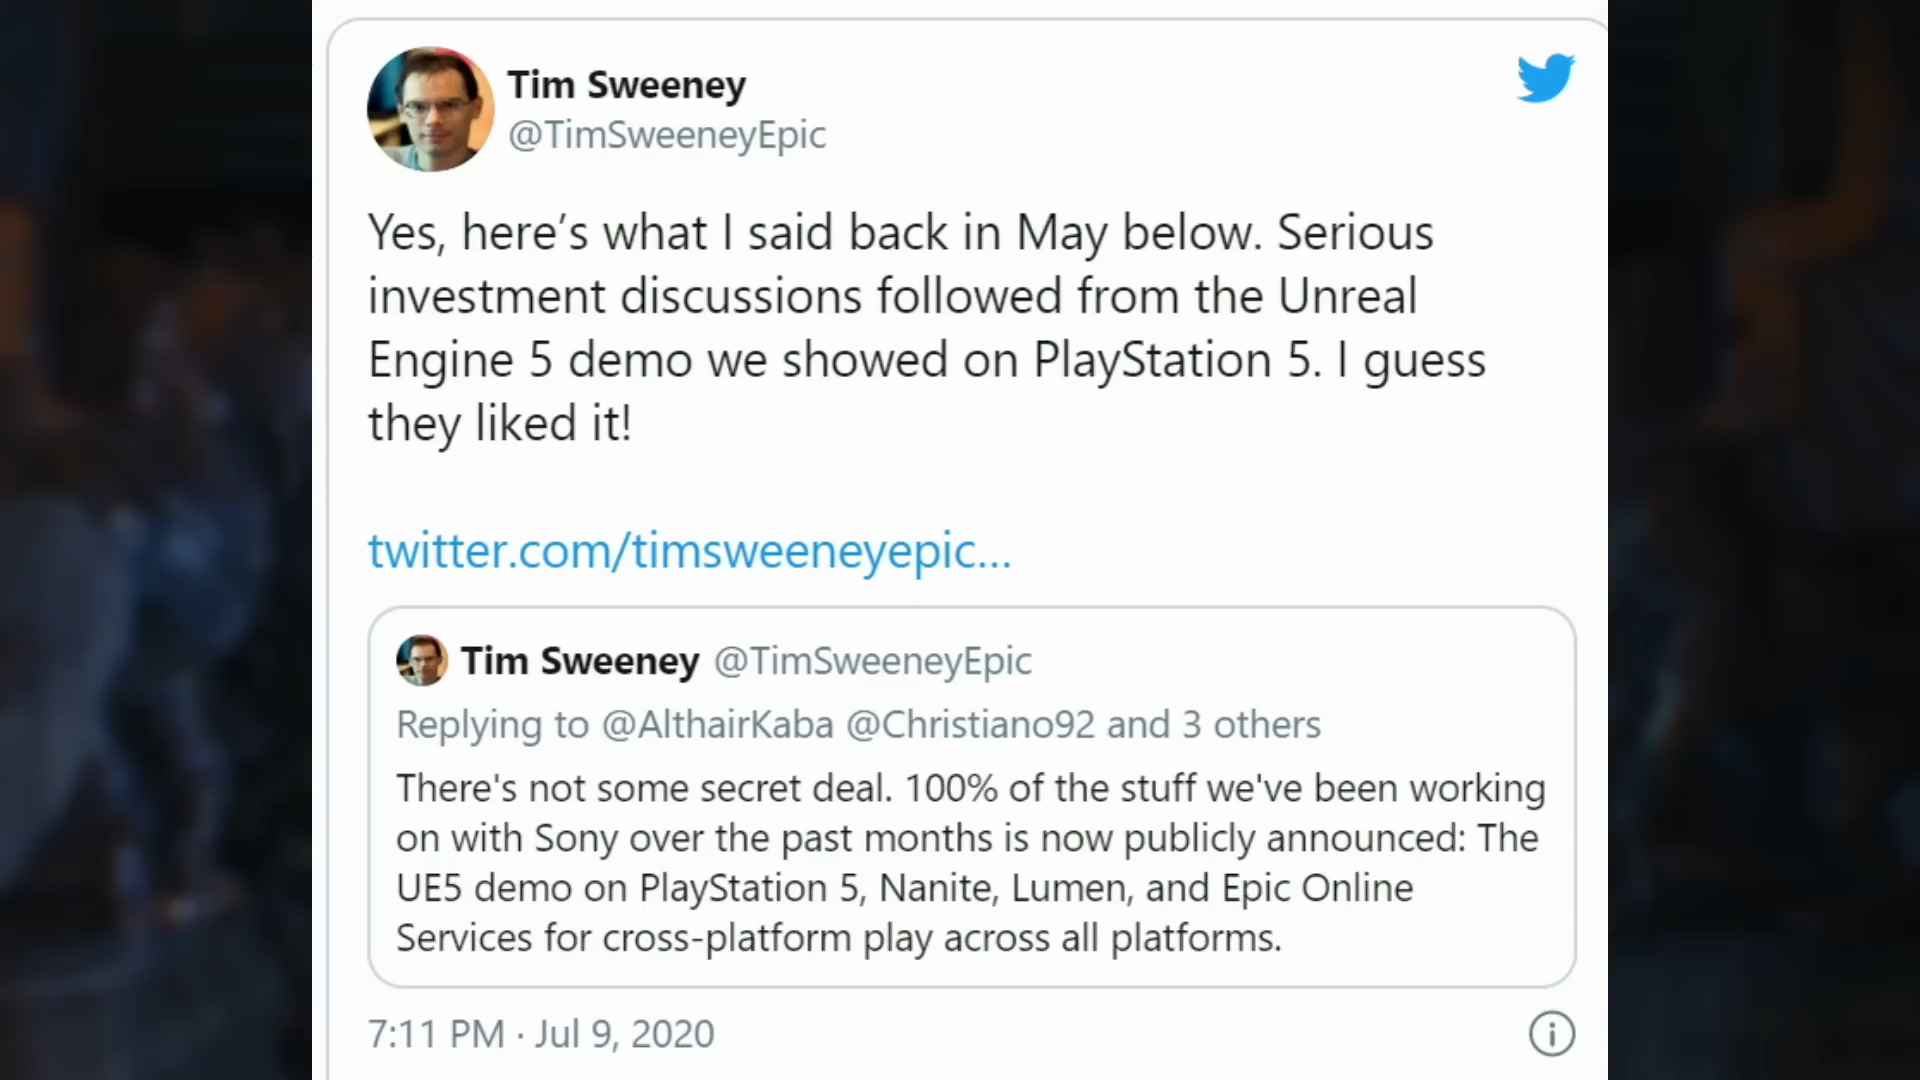 Tim Sweeney
@TimSweeneyEpic
Yes, here’s what I said back in May below. Serious
investment discussions followed from the Unreal
Engine 5 demo we showed on PlayStation 5. I guess
they liked it!
twitter.com/timsweeneyepic...
Tim Sweeney @TimSweeneyEpic
Replying to @AlthairKaba @Christiano92 and 3 others
There's not some secret deal. 100% of the stuff we've been working
on with Sony over the past months is now publicly announced: The
UE5 demo on PlayStation 5, Nanite, Lumen, and Epic Online
Services for cross-platform play across all platforms.
7:11 PM · Jul 9, 2020